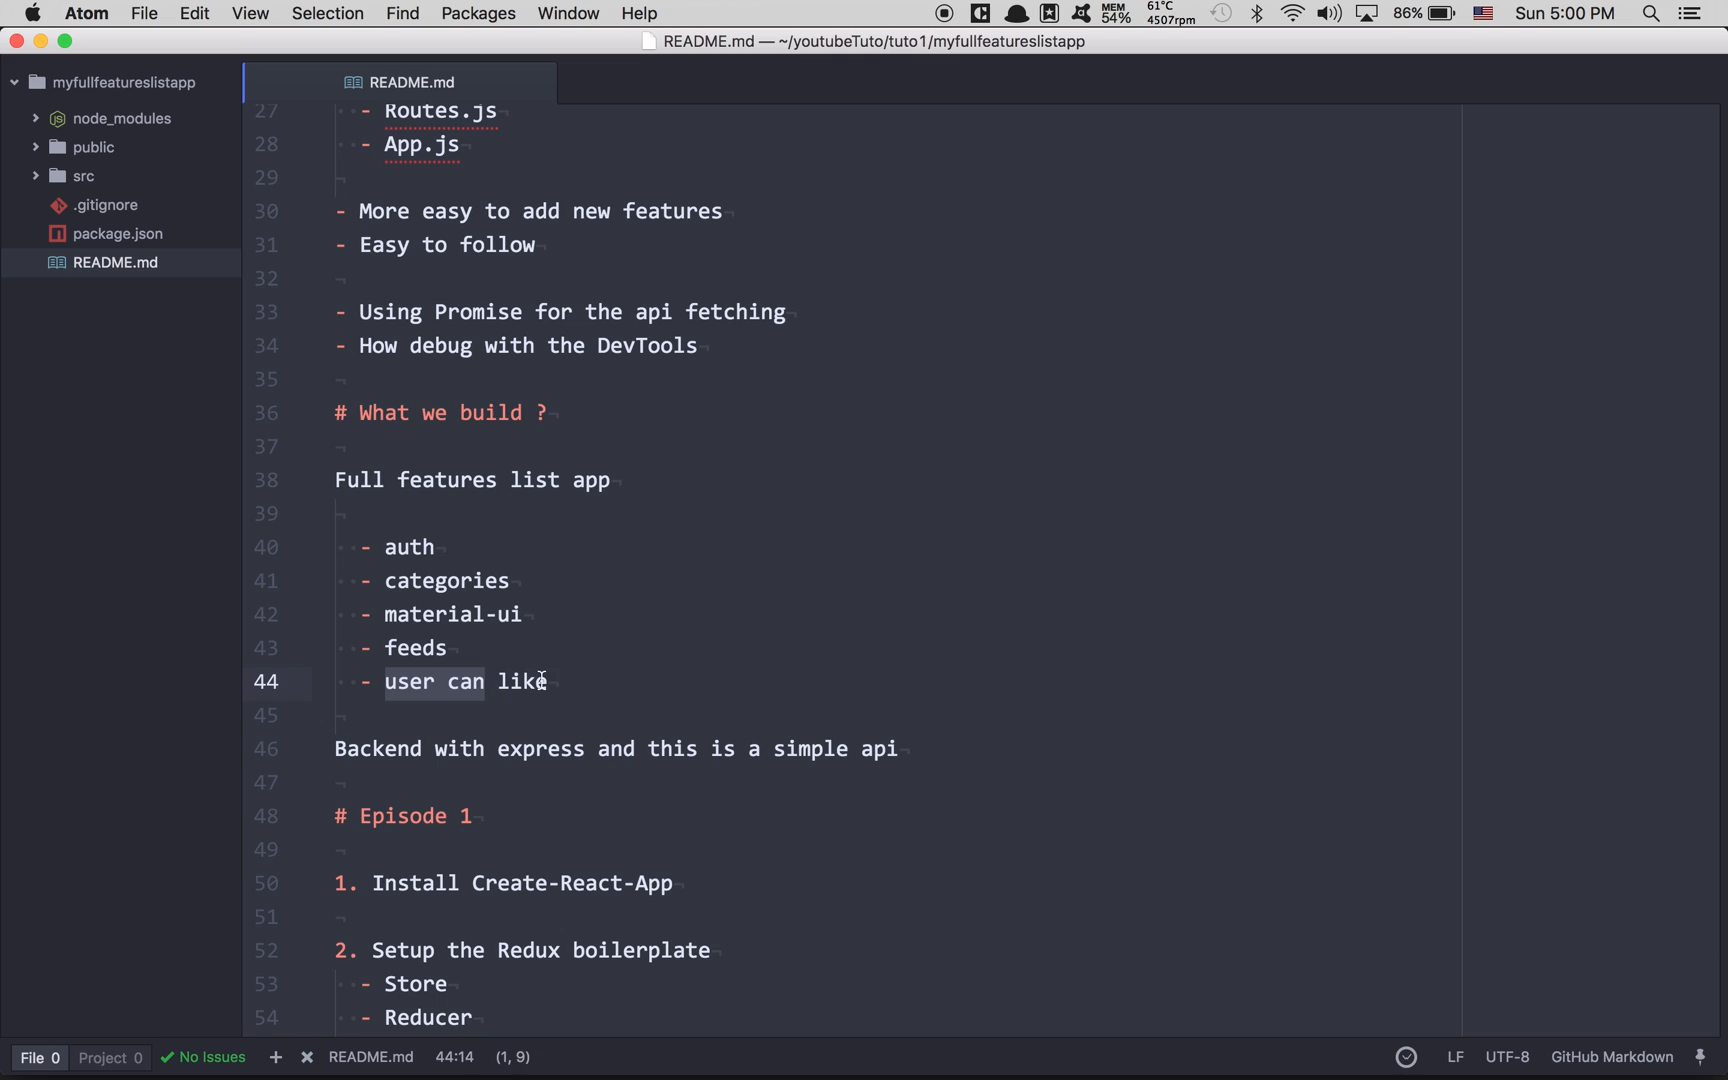 Atom File Edit View Selection Find Packages Window Help MEM 54% 61°C 4507rpm 86% Sun 5:00 PM
README.md — ~/youtubeTuto/tuto1/myfullfeatureslistapp
myfullfeatureslistapp
node_modules
public
src
.gitignore
package.json
README.md
README.md
27 - Routes.js
28 - App.js
29
30 - More easy to add new features
31 - Easy to follow
32
33 - Using Promise for the api fetching
34 - How debug with the DevTools
35
36 # What we build ?
37
38 Full features list app
39
40 - auth
41 - categories
42 - material-ui
43 - feeds
44 - user can like
45
46 Backend with express and this is a simple api
47
48 # Episode 1
49
50 1. Install Create-React-App
51
52 2. Setup the Redux boilerplate
53 - Store
54 - Reducer
File 0 Project 0 No Issues README.md 44:14 (1, 9) LF UTF-8 GitHub Markdown